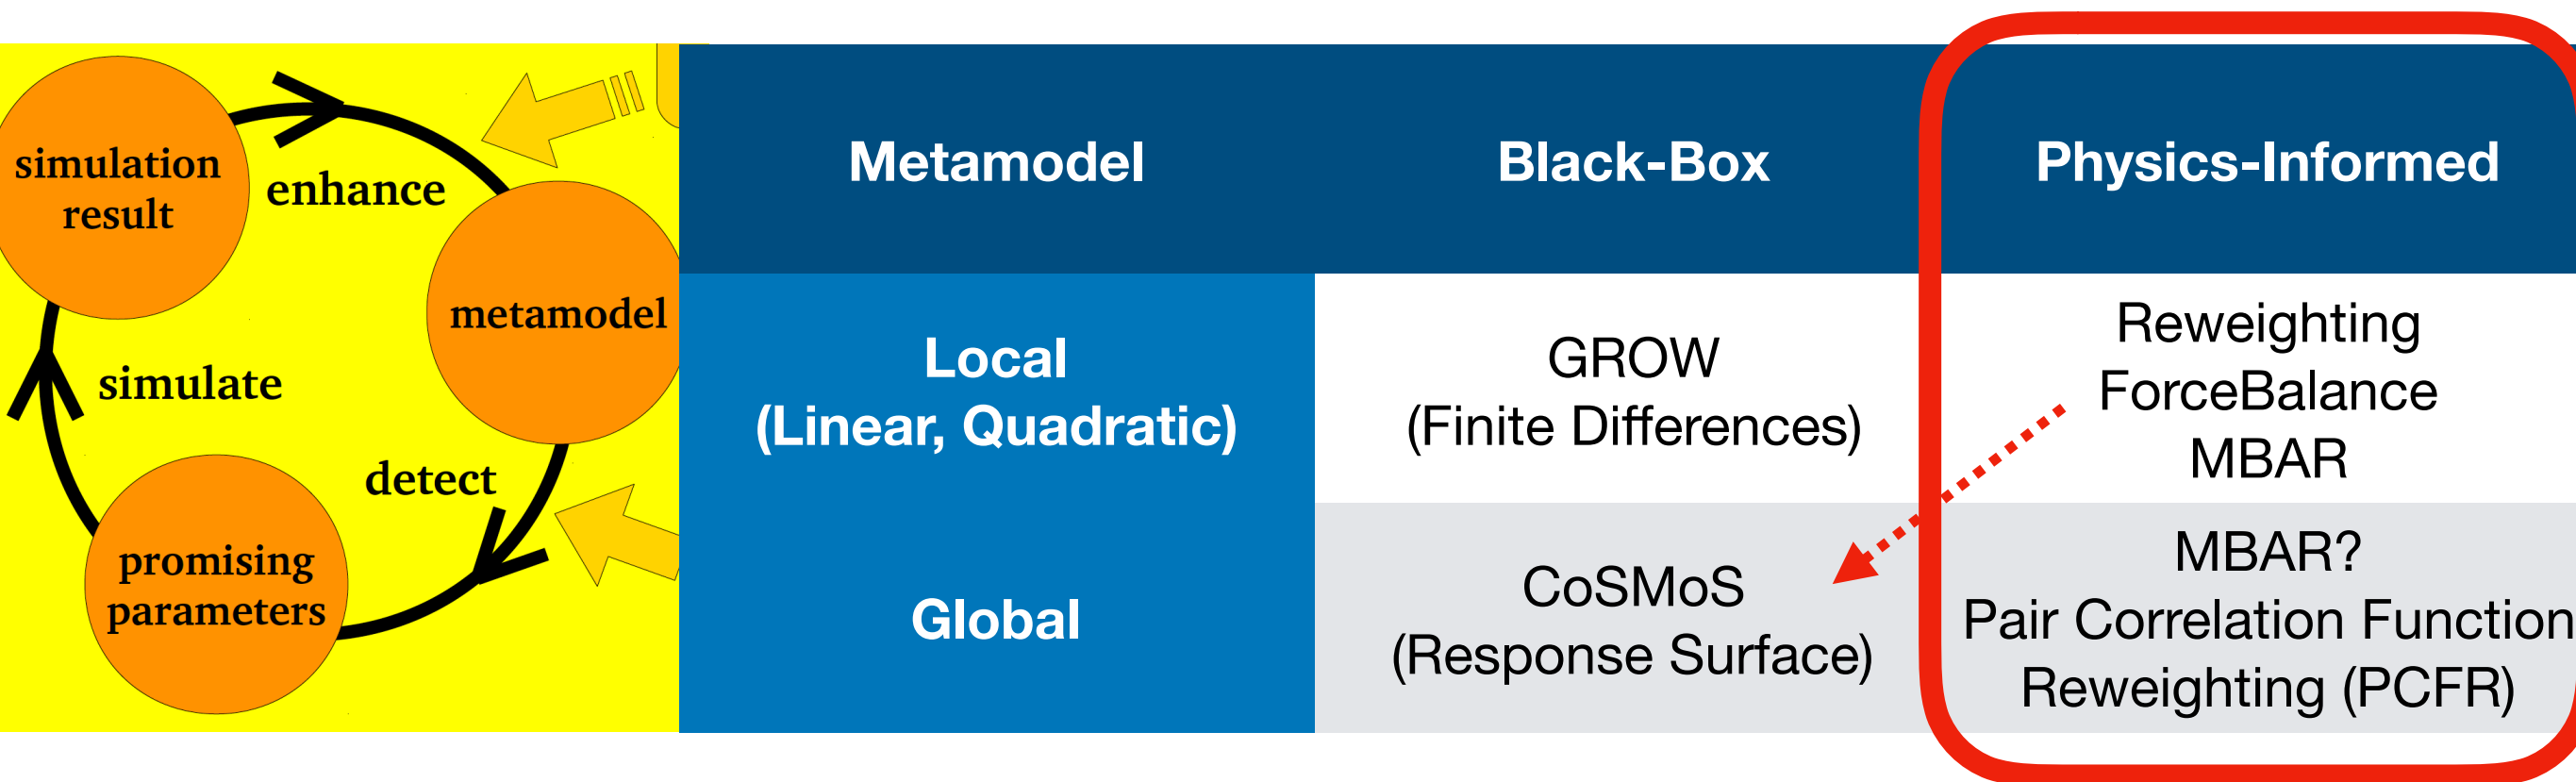 simulation
result
enhance
metamodel
simulate
detect
promising
parameters
Metamodel
Black-Box
Physics-Informed
Local
(Linear, Quadratic)
GROW
(Finite Differences)
Reweighting
ForceBalance
MBAR
Global
CoSMoS
(Response Surface)
MBAR?
Pair Correlation Function
Reweighting (PCFR)